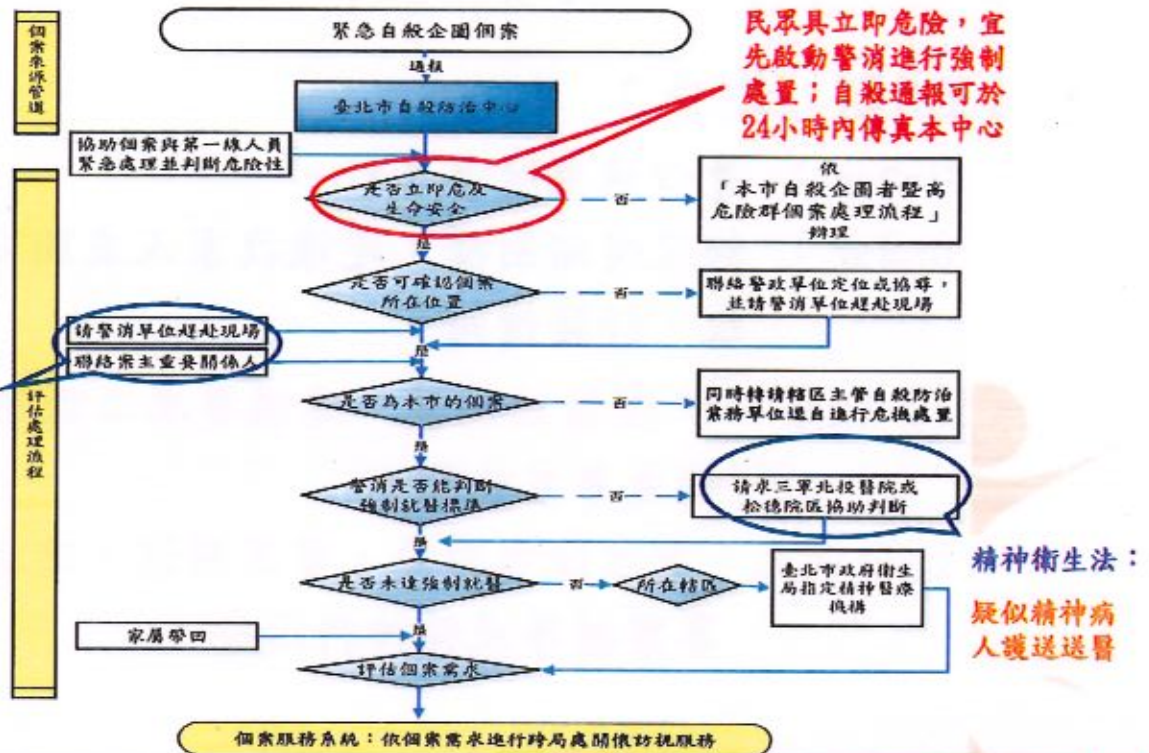 個案來源管道
緊急自殺企圖個案
通報
臺北市自殺防治中心
民眾具立即危險，宜
先啟動警消進行強制
處置；自殺通報可於
24小時內傳真本中心
協助個案與第一線人員
緊急處理並判斷危險性
是否立即危及
生命安全
否
依
「本市自殺企圖者暨高
危險群個案處理流程」
辦理
是
是否可確認個案
所在位置
否
聯絡警政單位定位或協尋，
並請警消單位趕赴現場
請警消單位趕赴現場
是
聯絡案主重要關係人
評估處理流程
是否為本市的個案
否
同時轉請轄區主管自殺防治
業務單位逕自進行危機處置
是
警消是否能判斷
強制就醫標準
否
請求三軍北投醫院或
松德院區協助判斷
是
是否未達強制就醫
否
所在轄區
臺北市政府衛生
局指定精神醫療
機構
精神衛生法：
疑似精神病
人護送送醫
家屬帶回
是
評估個案需求
個案服務系統：依個案需求進行跨局處關懷訪視服務